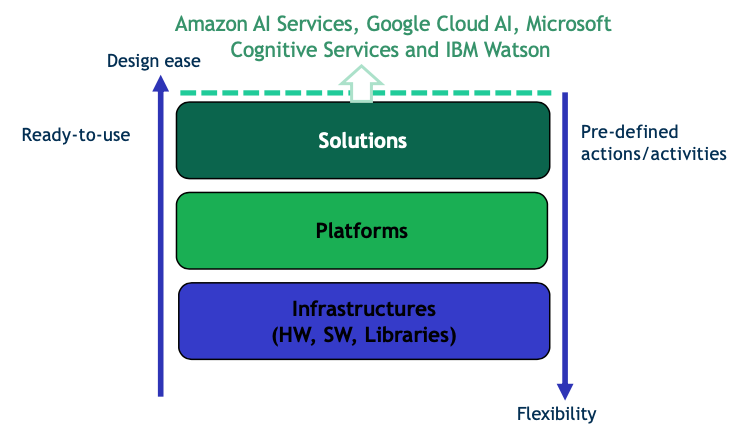 Amazon AI Services, Google Cloud AI, Microsoft
Cognitive Services and IBM Watson
Design ease
Ready-to-use
Solutions
Pre-defined
actions/activities
Platforms
Infrastructures
(HW, SW, Libraries)
Flexibility